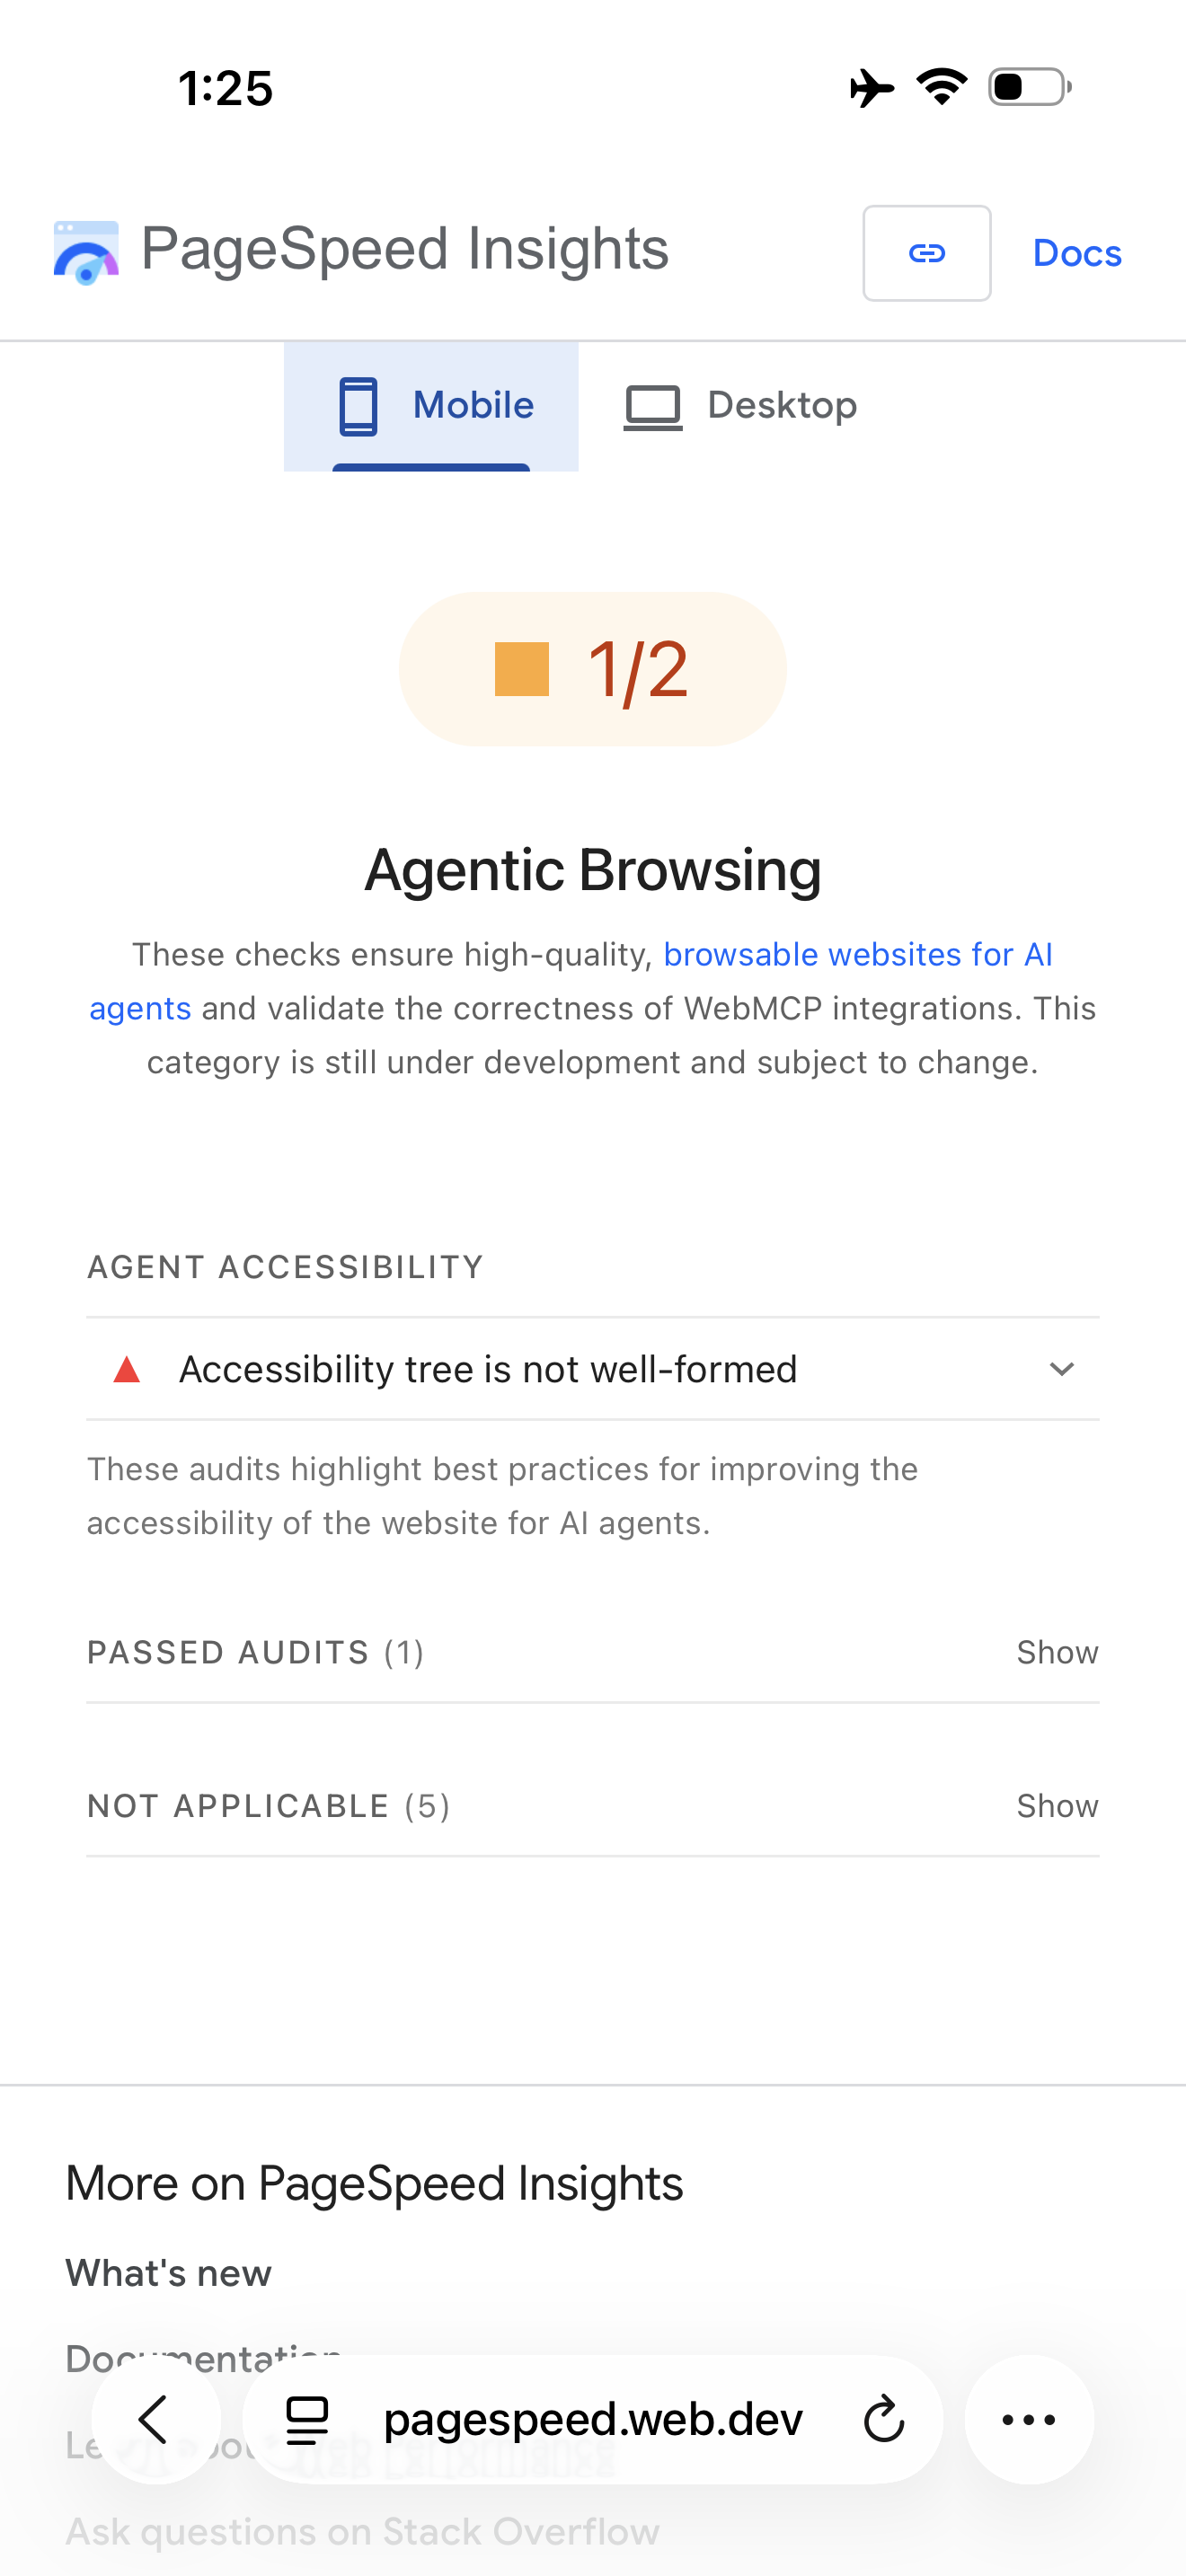 1:25
PageSpeed Insights
Docs
Mobile
Desktop
1/2
Agentic Browsing
These checks ensure high-quality, browsable websites for AI
agents and validate the correctness of WebMCP integrations. This
category is still under development and subject to change.
AGENT ACCESSIBILITY
Accessibility tree is not well-formed
These audits highlight best practices for improving the
accessibility of the website for AI agents.
PASSED AUDITS (1)
Show
NOT APPLICABLE (5)
Show
More on PageSpeed Insights
What's new
Documentation
pagespeed.web.dev
Ask questions on Stack Overflow